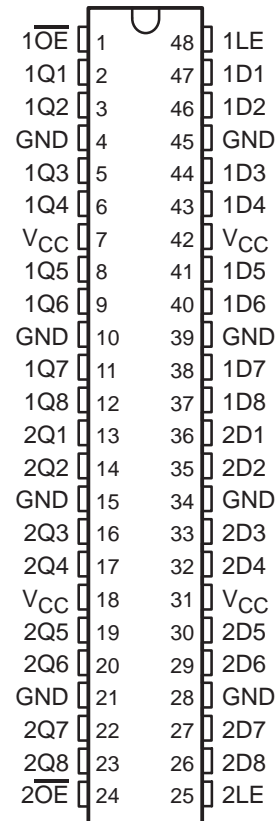 1O̅E̅ 1 48 1LE
1Q1 2 47 1D1
1Q2 3 46 1D2
GND 4 45 GND
1Q3 5 44 1D3
1Q4 6 43 1D4
VCC 7 42 VCC
1Q5 8 41 1D5
1Q6 9 40 1D6
GND 10 39 GND
1Q7 11 38 1D7
1Q8 12 37 1D8
2Q1 13 36 2D1
2Q2 14 35 2D2
GND 15 34 GND
2Q3 16 33 2D3
2Q4 17 32 2D4
VCC 18 31 VCC
2Q5 19 30 2D5
2Q6 20 29 2D6
GND 21 28 GND
2Q7 22 27 2D7
2Q8 23 26 2D8
2O̅E̅ 24 25 2LE